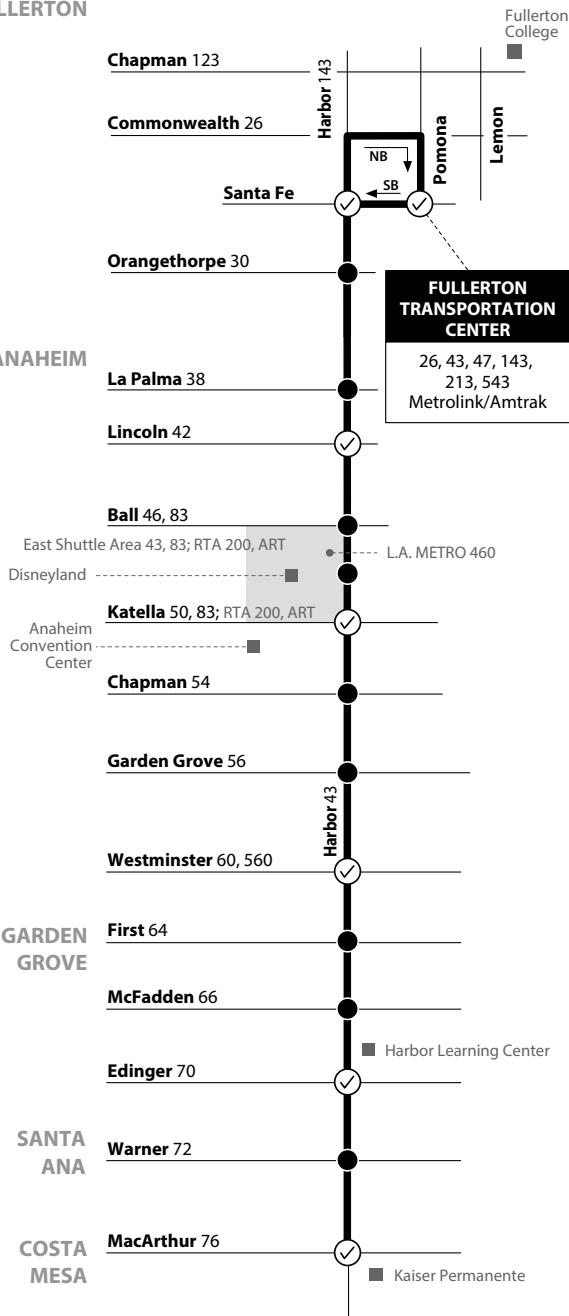 LLERTON
Fullerton
College
Chapman 123
Harbor 143
Commonwealth 26
Pomona
Lemon
NB
SB
Santa Fe
Orangethorpe 30
FULLERTON
TRANSPORTATION
CENTER
26, 43, 47, 143,
213, 543
Metrolink/Amtrak
ANAHEIM
La Palma 38
Lincoln 42
Ball 46, 83
East Shuttle Area 43, 83; RTA 200, ART
L.A. METRO 460
Disneyland
Katella 50, 83; RTA 200, ART
Anaheim
Convention
Center
Chapman 54
Garden Grove 56
Harbor 43
Westminster 60, 560
GARDEN
GROVE
First 64
McFadden 66
Harbor Learning Center
Edinger 70
SANTA
ANA
Warner 72
COSTA
MESA
MacArthur 76
Kaiser Permanente